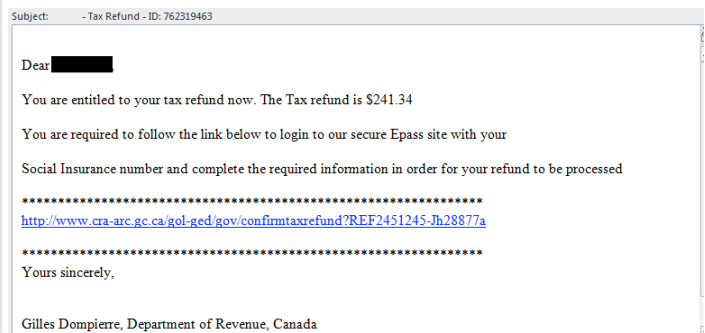 Subject: - Tax Refund - ID: 762319463
Dear ,
You are entitled to your tax refund now. The Tax refund is $241.34
You are required to follow the link below to login to our secure Epass site with your
Social Insurance number and complete the required information in order for your refund to be processed
****************************************************************
http://www.cra-arc.gc.ca/gol-ged/gov/confirmtaxrefund?REF2451245-Jh28877a
****************************************************************
Yours sincerely,
Gilles Dompierre, Department of Revenue, Canada